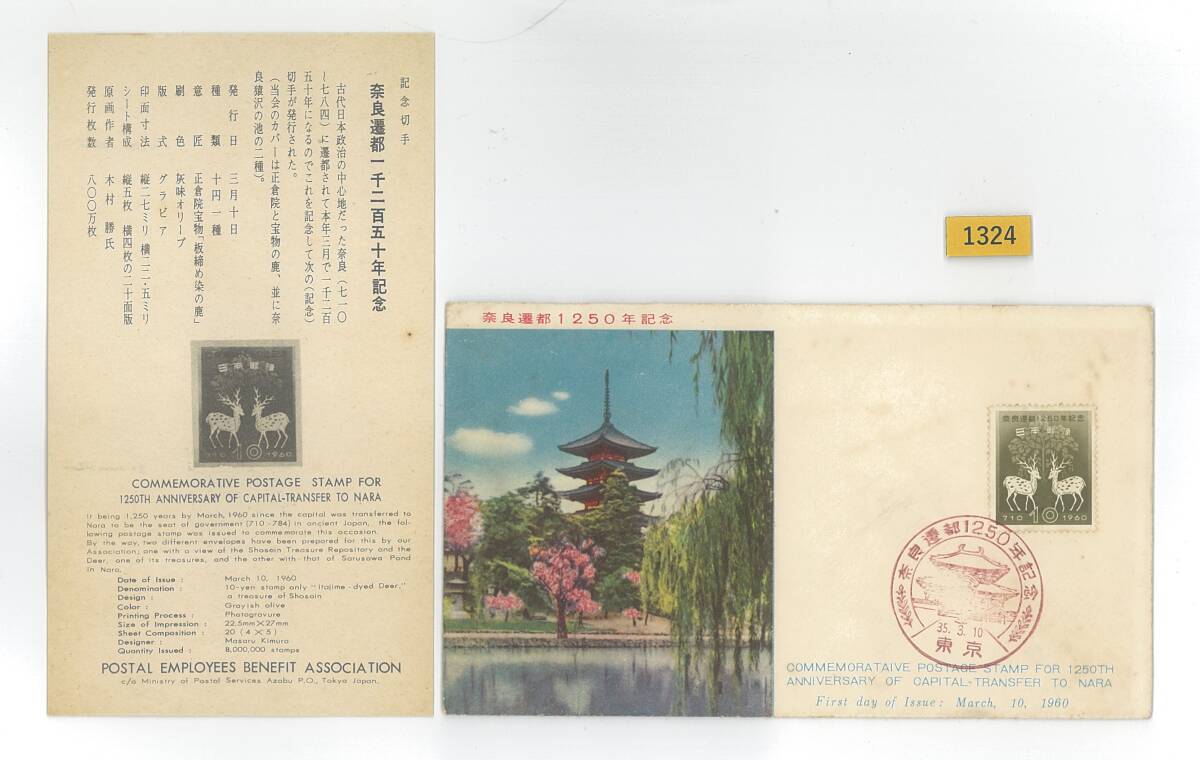 記念切手
奈良遷都一千二百五十年記念
古代日本政治の中心地だった奈良(七一〇
〜七八四)に遷都されて本年三月で一千二百
五十年になるのでこれを記念して次の(記念)
切手が発行された。
(当会のカバーは正倉院と宝物の鹿、並に奈
良猿沢の池の二種)。
発行日 三月十日
種類 十円一種
意匠 正倉院宝物「板締め染の鹿」
刷色 灰味オリーブ
版式 グラビア
印面寸法 縦二七ミリ 横二二・五ミリ
シート構成 縦五枚 横四枚の二十面版
原画作者 木村勝氏
発行枚数 八〇〇万枚
日本郵便
710 10 1960
COMMEMORATIVE POSTAGE STAMP FOR
1250TH ANNIVERSARY OF CAPITAL-TRANSFER TO NARA
It being 1,250 years by March, 1960 since the capital was transferred to
Nara to be the seat of government (710-784) in ancient Japan, the fol-
lowing postage stamp was issued to commemorate this occasion.
By the way, two different envelopes have been prepared for this by our
Association; one with a view of the Shosoin Treasure Repository and the
Deer, one of its treasures, and the other with that of Sarusawa Pond
in Nara.
Date of Issue : March 10, 1960
Denomination : 10-yen stamp only "Itajime-dyed Deer,"
Design : a treasure of Shosoin
Color : Grayish olive
Printing Process : Photogravure
Size of Impression : 22.5mm×27mm
Sheet Composition : 20 (4×5)
Designer : Masaru Kimura
Quantity Issued : 8,000,000 stamps
POSTAL EMPLOYEES BENEFIT ASSOCIATION
c/o Ministry of Postal Services Azabu P.O., Tokyo Japan.
1324
奈良遷都1250年記念
奈良遷都1250年記念
日本郵便
710 10 1960
奈良遷都1250年記念
35.3.10
東京
COMMEMORATAIVE POSTAGE STAMP FOR 1250TH
ANNIVERSARY OF CAPITAL-TRANSFER TO NARA
First day of Issue: March, 10, 1960